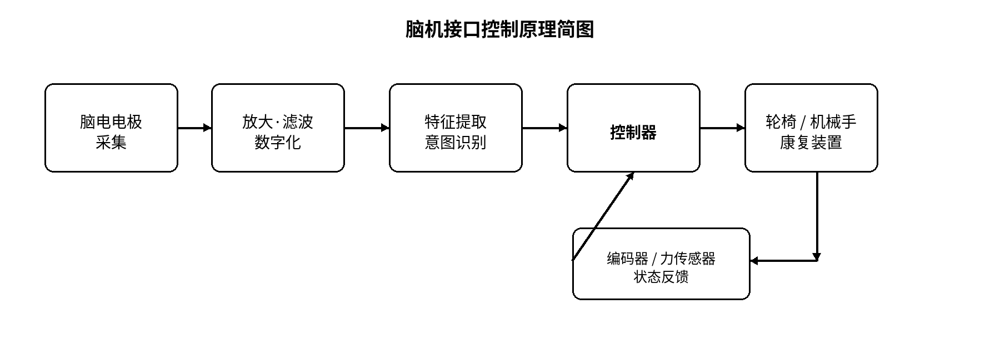 脑机接口控制原理简图
脑电电极
采集
放大·滤波
数字化
特征提取
意图识别
控制器
轮椅 / 机械手
康复装置
编码器 / 力传感器
状态反馈